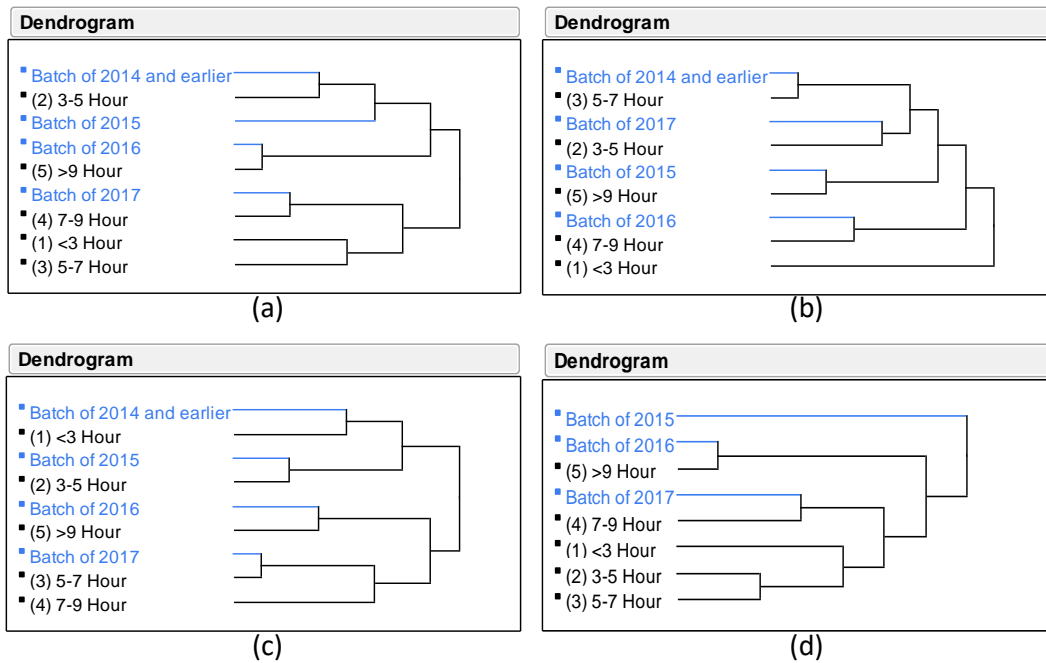 Dendrogram
Batch of 2014 and earlier
(2) 3-5 Hour
Batch of 2015
Batch of 2016
(5) >9 Hour
Batch of 2017
(4) 7-9 Hour
(1) <3 Hour
(3) 5-7 Hour
(a)
Dendrogram
Batch of 2014 and earlier
(3) 5-7 Hour
Batch of 2017
(2) 3-5 Hour
Batch of 2015
(5) >9 Hour
Batch of 2016
(4) 7-9 Hour
(1) <3 Hour
(b)
Dendrogram
Batch of 2014 and earlier
(1) <3 Hour
Batch of 2015
(2) 3-5 Hour
Batch of 2016
(5) >9 Hour
Batch of 2017
(3) 5-7 Hour
(4) 7-9 Hour
(c)
Dendrogram
Batch of 2015
Batch of 2016
(5) >9 Hour
Batch of 2017
(4) 7-9 Hour
(1) <3 Hour
(2) 3-5 Hour
(3) 5-7 Hour
(d)